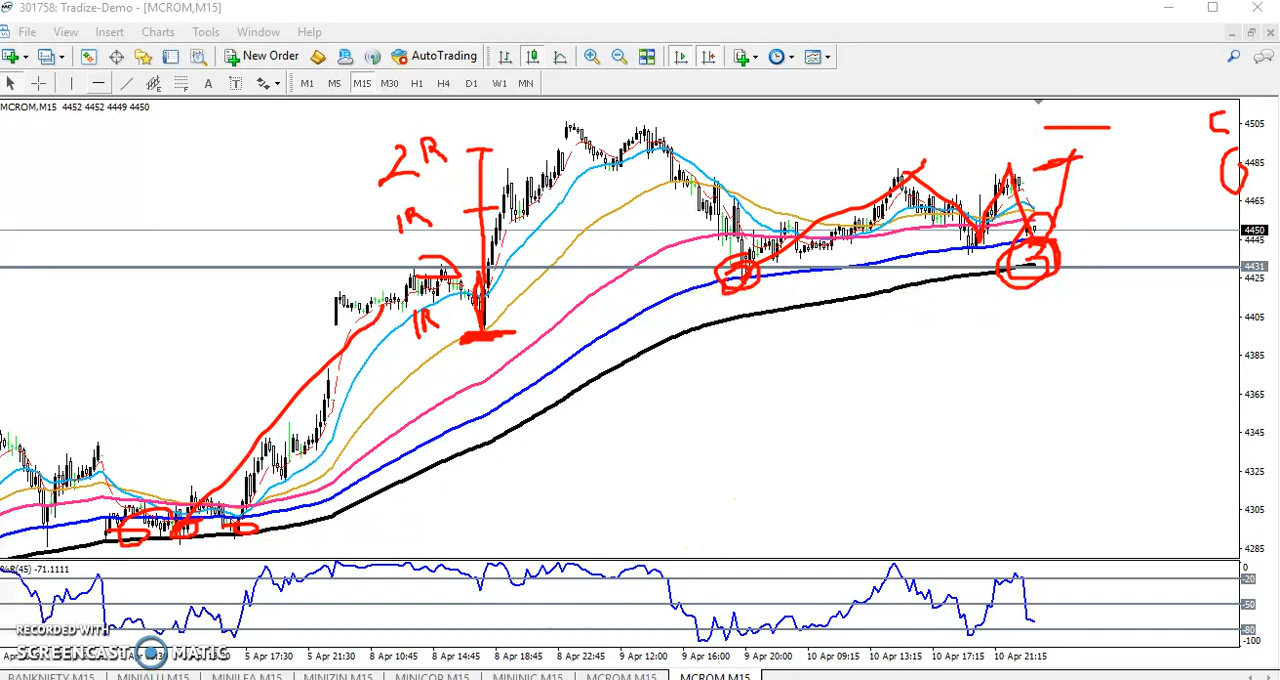 301758: Tradize-Demo - [MCROM,M15]
File View Insert Charts Tools Window Help
New Order AutoTrading
A T M1 M5 M15 M30 H1 H4 D1 W1 MN
MCROM,M15 4452 4452 4449 4450
4505
2R
4485
4465
1R
4450
4445
3
4431
4425
1R
4405
4385
4365
4345
4325
4305
4285
%R(45) -71.1111
0
-20
-50
-80
-100
RECORDED WITH
SCREENCAST MATIC
5 Apr 17:30 5 Apr 21:30 8 Apr 10:45 8 Apr 14:45 8 Apr 18:45 8 Apr 22:45 9 Apr 12:00 9 Apr 16:00 9 Apr 20:00 10 Apr 09:15 10 Apr 13:15 10 Apr 17:15 10 Apr 21:15
BANKNIFTY,M15 MINIALU,M15 MINILEA,M15 MINIZIN,M15 MINICOR,M15 MININIC,M15 MCROM,M15 MCROM,M15